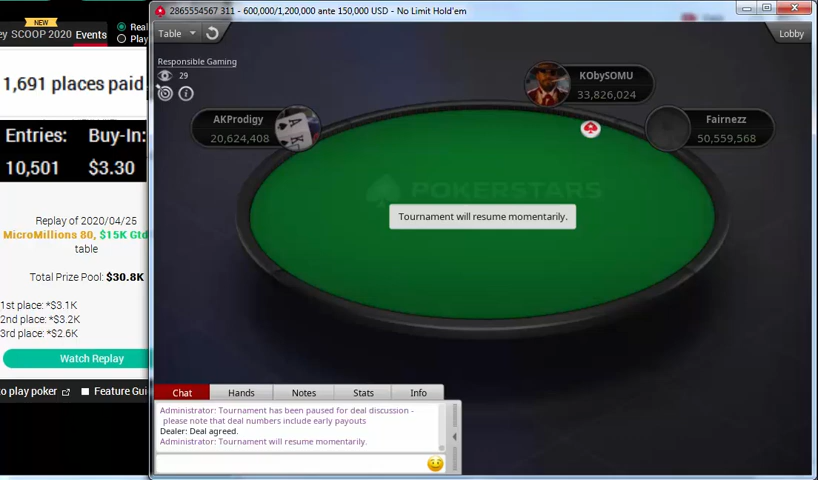 2865554567 311 - 600,000/1,200,000 ante 150,000 USD - No Limit Hold'em
NEW
ey SCOOP 2020 Events
Real
Play
Table
Lobby
1,691 places paid
Entries: Buy-In:
10,501 $3.30
Replay of 2020/04/25
MicroMillions 80, $15K Gtd
table
Total Prize Pool: $30.8K
1st place: *$3.1K
2nd place: *$3.2K
3rd place: *$2.6K
Watch Replay
to play poker
Feature Gui
Responsible Gaming
29
KObySOMU
33,826,024
AKProdigy
20,624,408
A
K
Fairnezz
50,559,568
POKERSTARS
Tournament will resume momentarily.
Chat Hands Notes Stats Info
Administrator: Tournament has been paused for deal discussion -
please note that deal numbers include early payouts
Dealer: Deal agreed.
Administrator: Tournament will resume momentarily.